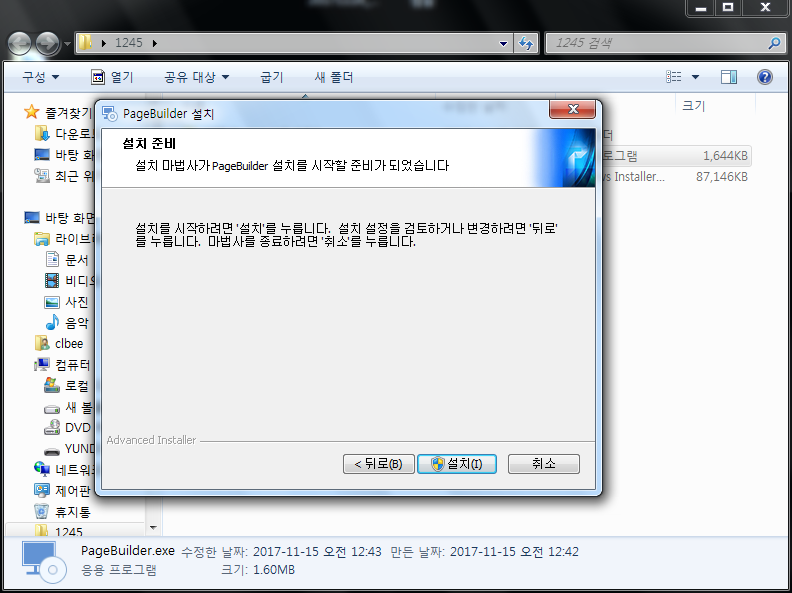 1245
1245 검색
구성
열기
공유 대상
굽기
새 폴더
크기
즐겨찾기
다운로
바탕 화
최근 위
바탕 화면
라이브러
문서
비디오
사진
음악
clbee
컴퓨터
로컬
새 볼
DVD
YUND
네트워크
제어판
휴지통
1245
1,644KB
87,146KB
로그램
vs Installer...
PageBuilder 설치
설치 준비
설치 마법사가 PageBuilder 설치를 시작할 준비가 되었습니다
설치를 시작하려면 '설치'를 누릅니다. 설치 설정을 검토하거나 변경하려면 '뒤로'
를 누릅니다. 마법사를 종료하려면 '취소'를 누릅니다.
Advanced Installer
< 뒤로(B)
설치(I)
취소
PageBuilder.exe 수정한 날짜: 2017-11-15 오전 12:43 만든 날짜: 2017-11-15 오전 12:42
응용 프로그램 크기: 1.60MB